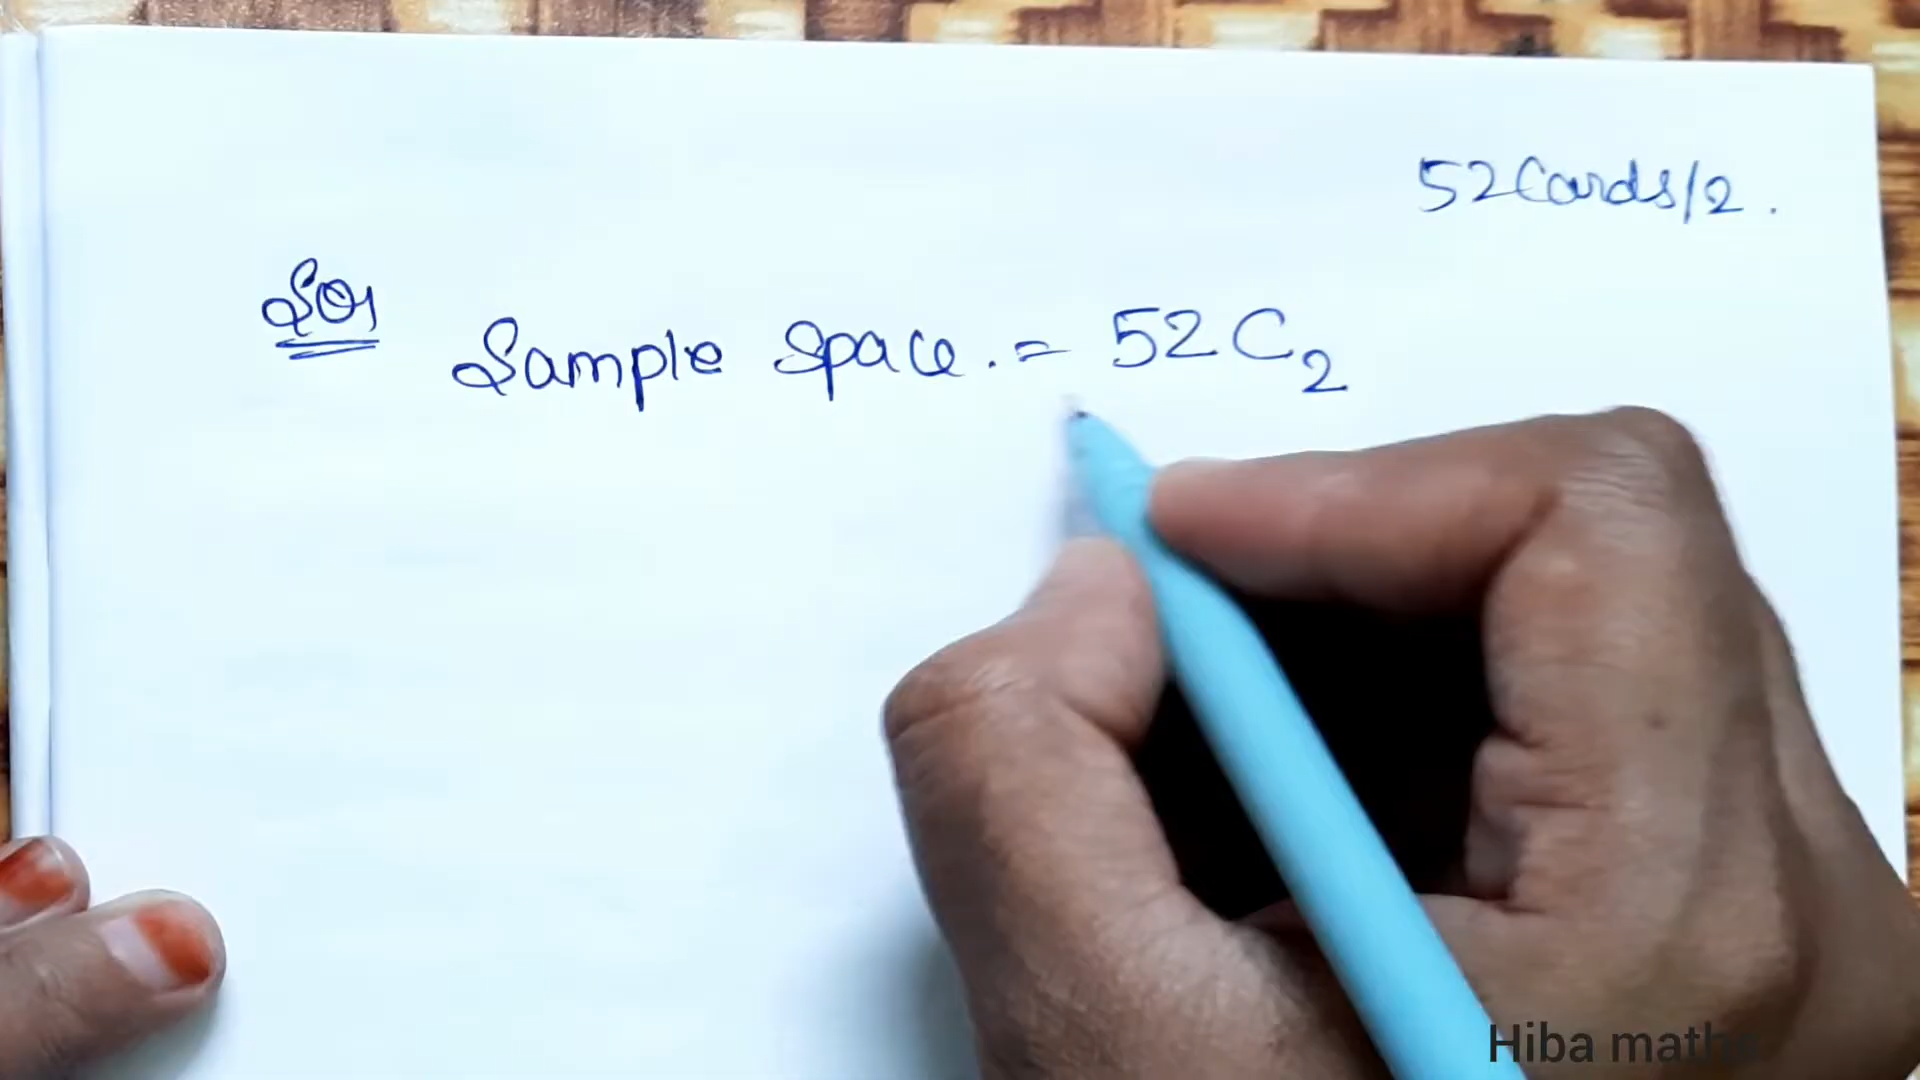 52 Cards/2.
Sol
Sample Space. = 52C2
Hiba maths